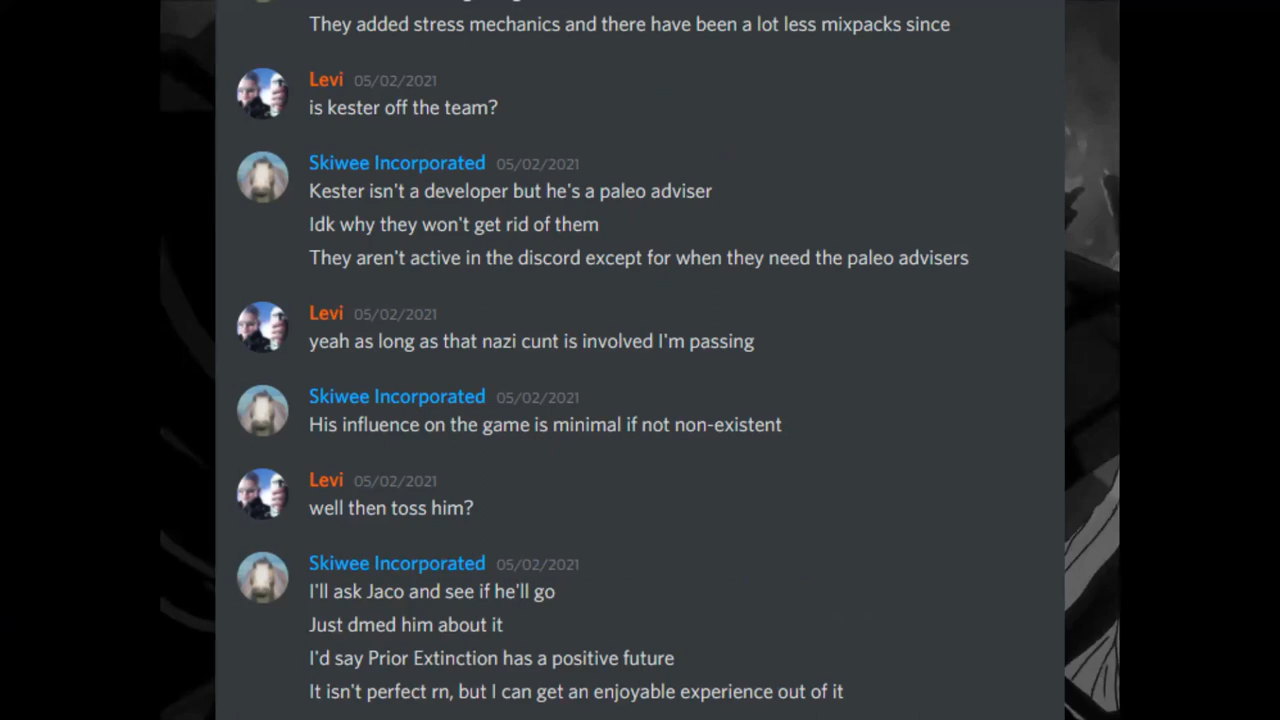 They added stress mechanics and there have been a lot less mixpacks since
Levi 05/02/2021
is kester off the team?
Skiwee Incorporated 05/02/2021
Kester isn't a developer but he's a paleo adviser
Idk why they won't get rid of them
They aren't active in the discord except for when they need the paleo advisers
Levi 05/02/2021
yeah as long as that nazi cunt is involved I'm passing
Skiwee Incorporated 05/02/2021
His influence on the game is minimal if not non-existent
Levi 05/02/2021
well then toss him?
Skiwee Incorporated 05/02/2021
I'll ask Jaco and see if he'll go
Just dmed him about it
I'd say Prior Extinction has a positive future
It isn't perfect rn, but I can get an enjoyable experience out of it